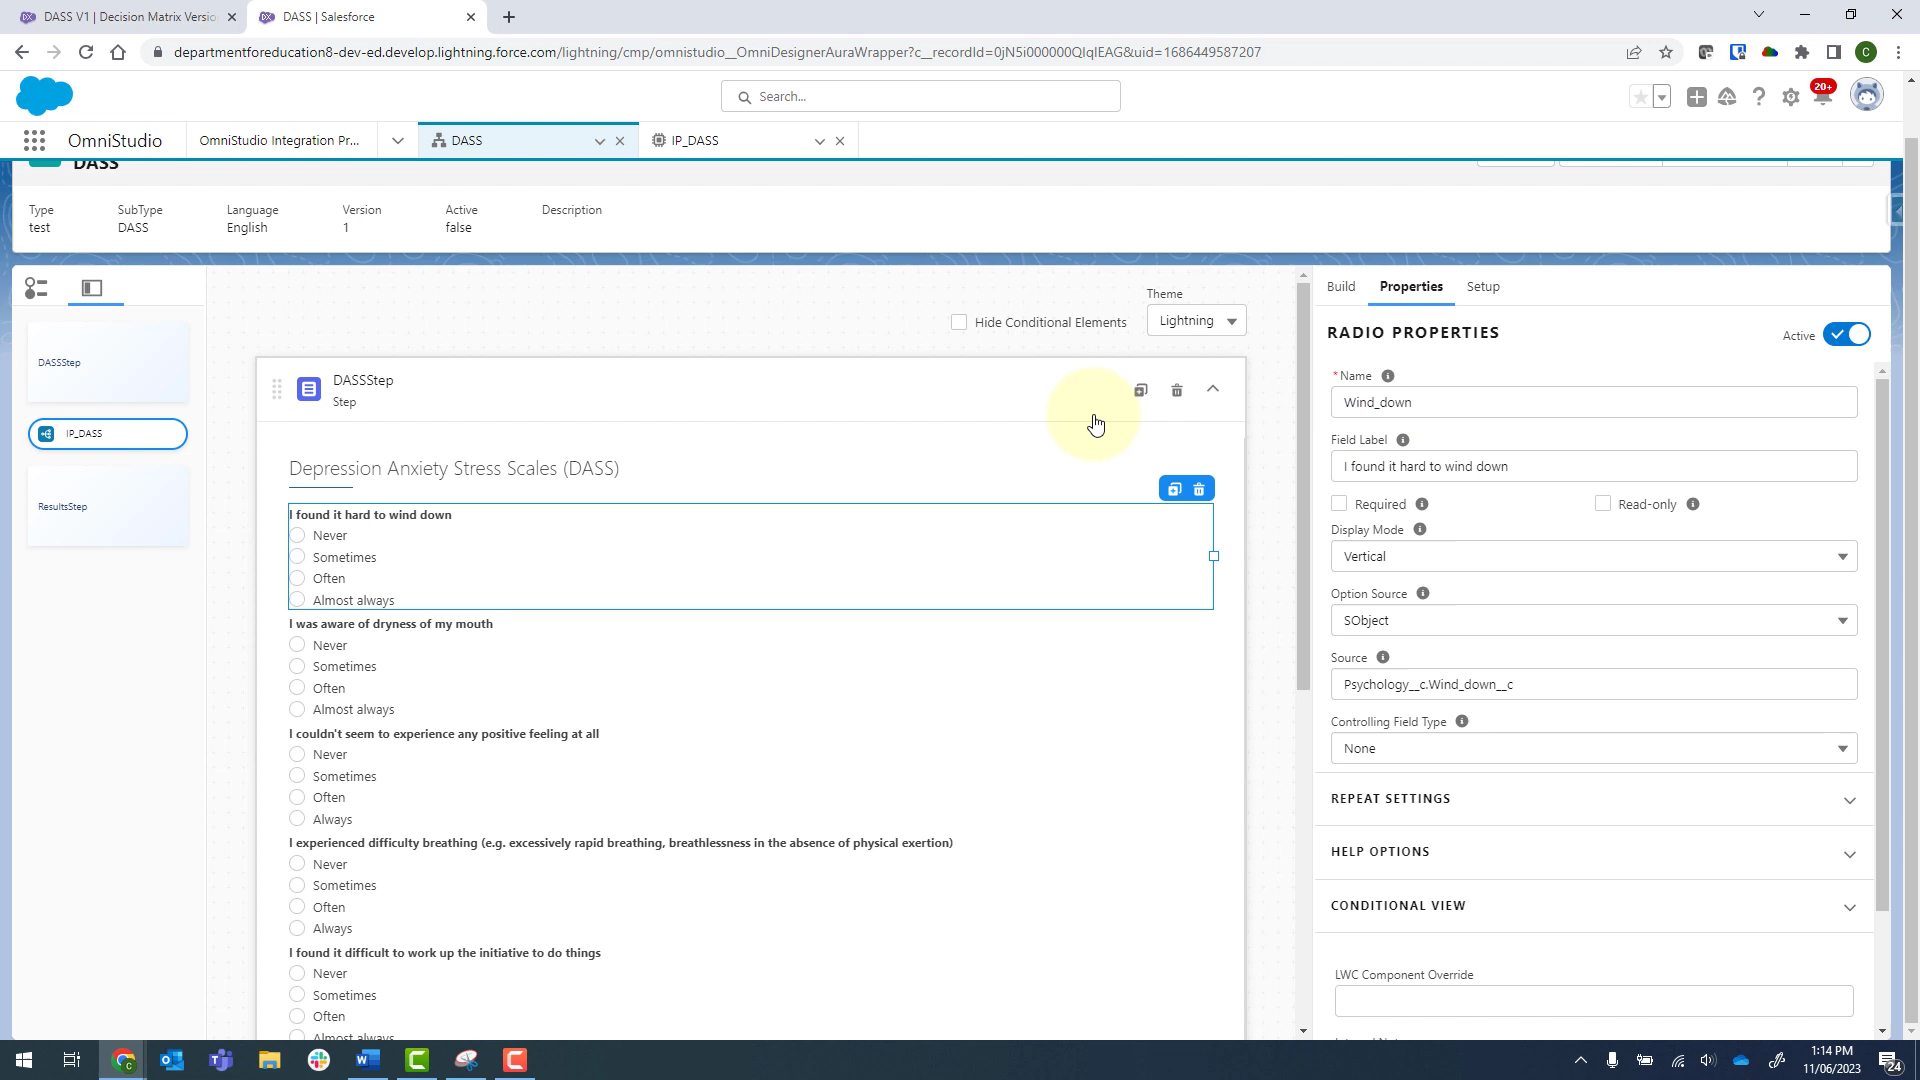 DASS V1 | Decision Matrix Versio
DASS | Salesforce
departmentforeducation8-dev-ed.develop.lightning.force.com/lightning/cmp/omnistudio__OmniDesignerAuraWrapper?c__recordId=0jN5i000000QlqIEAG&uid=1686449587207
C
Search...
20+
OmniStudio
OmniStudio Integration Pr...
DASS
IP_DASS
DASS
Type
SubType
Language
Version
Active
Description
test
DASS
English
1
false
Build
Properties
Setup
Theme
Hide Conditional Elements
Lightning
RADIO PROPERTIES
Active
DASSStep
IP_DASS
ResultsStep
DASSStep
Step
Depression Anxiety Stress Scales (DASS)
I found it hard to wind down
Never
Sometimes
Often
Almost always
I was aware of dryness of my mouth
Never
Sometimes
Often
Almost always
I couldn't seem to experience any positive feeling at all
Never
Sometimes
Often
Always
I experienced difficulty breathing (e.g. excessively rapid breathing, breathlessness in the absence of physical exertion)
Never
Sometimes
Often
Always
I found it difficult to work up the initiative to do things
Never
Sometimes
Often
Almost always
* Name
Wind_down
Field Label
I found it hard to wind down
Required
Read-only
Display Mode
Vertical
Option Source
SObject
Source
Psychology__c.Wind_down__c
Controlling Field Type
None
REPEAT SETTINGS
HELP OPTIONS
CONDITIONAL VIEW
LWC Component Override
1:14 PM
11/06/2023
24